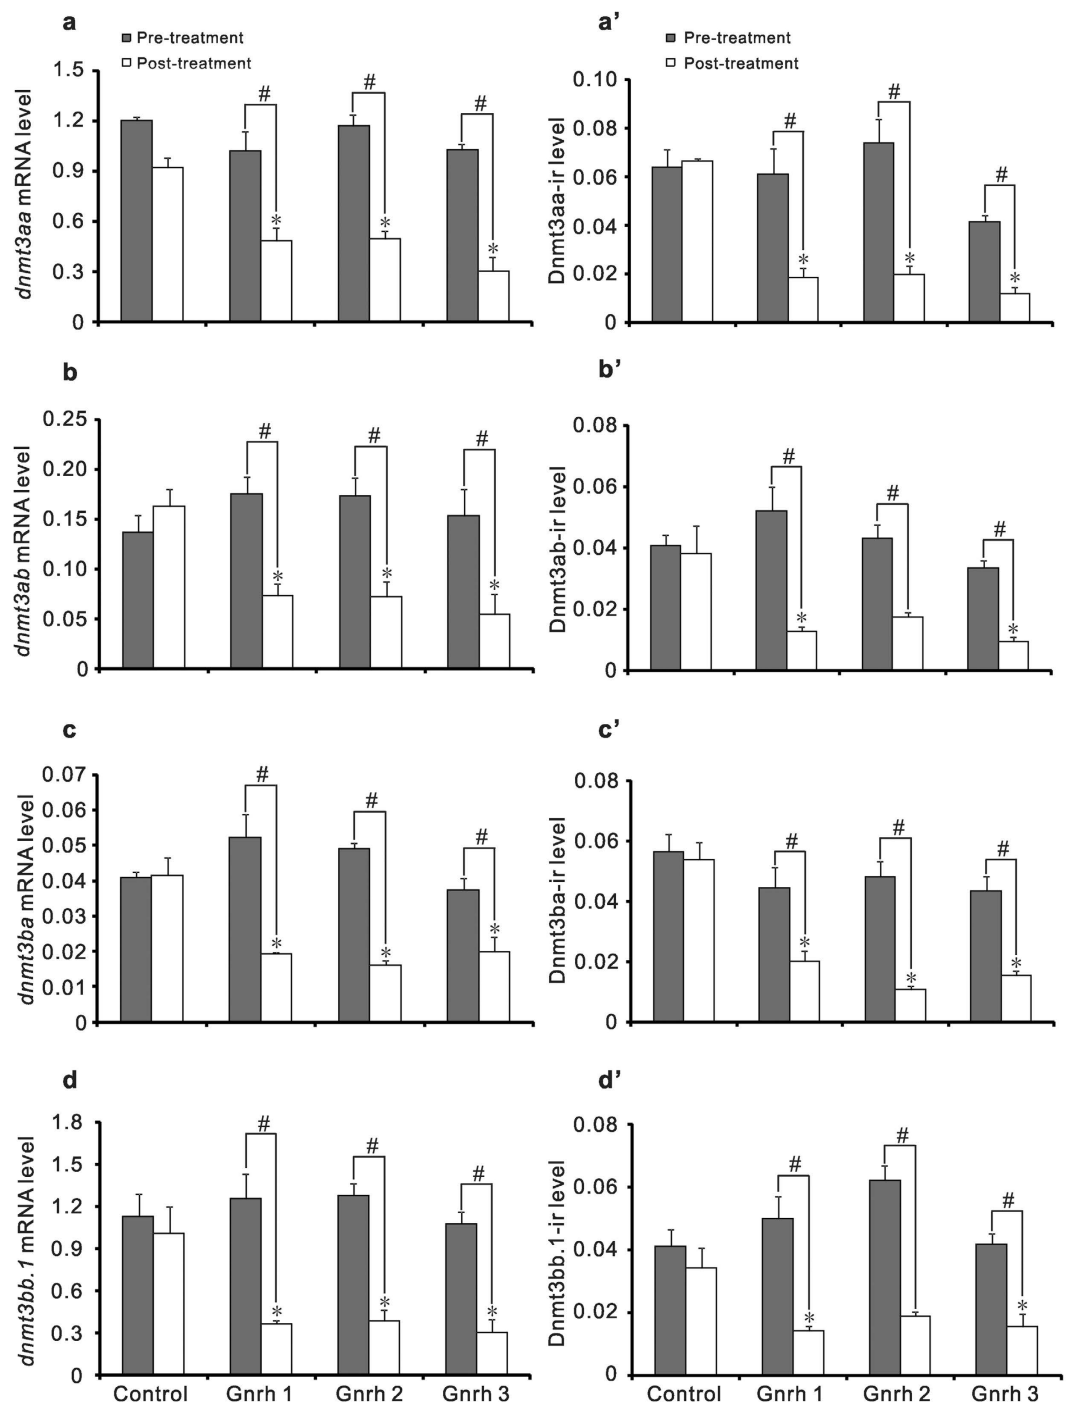 a
Pre-treatment
Post-treatment
dnmt3aa mRNA level
1.5
1.2
0.9
0.6
0.3
0
# # #
* * *
a’
Pre-treatment
Post-treatment
Dnmt3aa-ir level
0.10
0.08
0.06
0.04
0.02
0
# # #
* * *
b
dnmt3ab mRNA level
0.25
0.20
0.15
0.10
0.05
0
# # #
* * *
b’
Dnmt3ab-ir level
0.08
0.06
0.04
0.02
0
# # #
* *
c
dnmt3ba mRNA level
0.07
0.06
0.05
0.04
0.03
0.02
0.01
0
# # #
* * *
c’
Dnmt3ba-ir level
0.08
0.06
0.04
0.02
0
# # #
* * *
d
dnmt3bb.1 mRNA level
1.8
1.5
1.2
0.9
0.6
0.3
0
# # #
* * *
Control Gnrh 1 Gnrh 2 Gnrh 3
d’
Dnmt3bb.1-ir level
0.08
0.06
0.04
0.02
0
# # #
* *
Control Gnrh 1 Gnrh 2 Gnrh 3